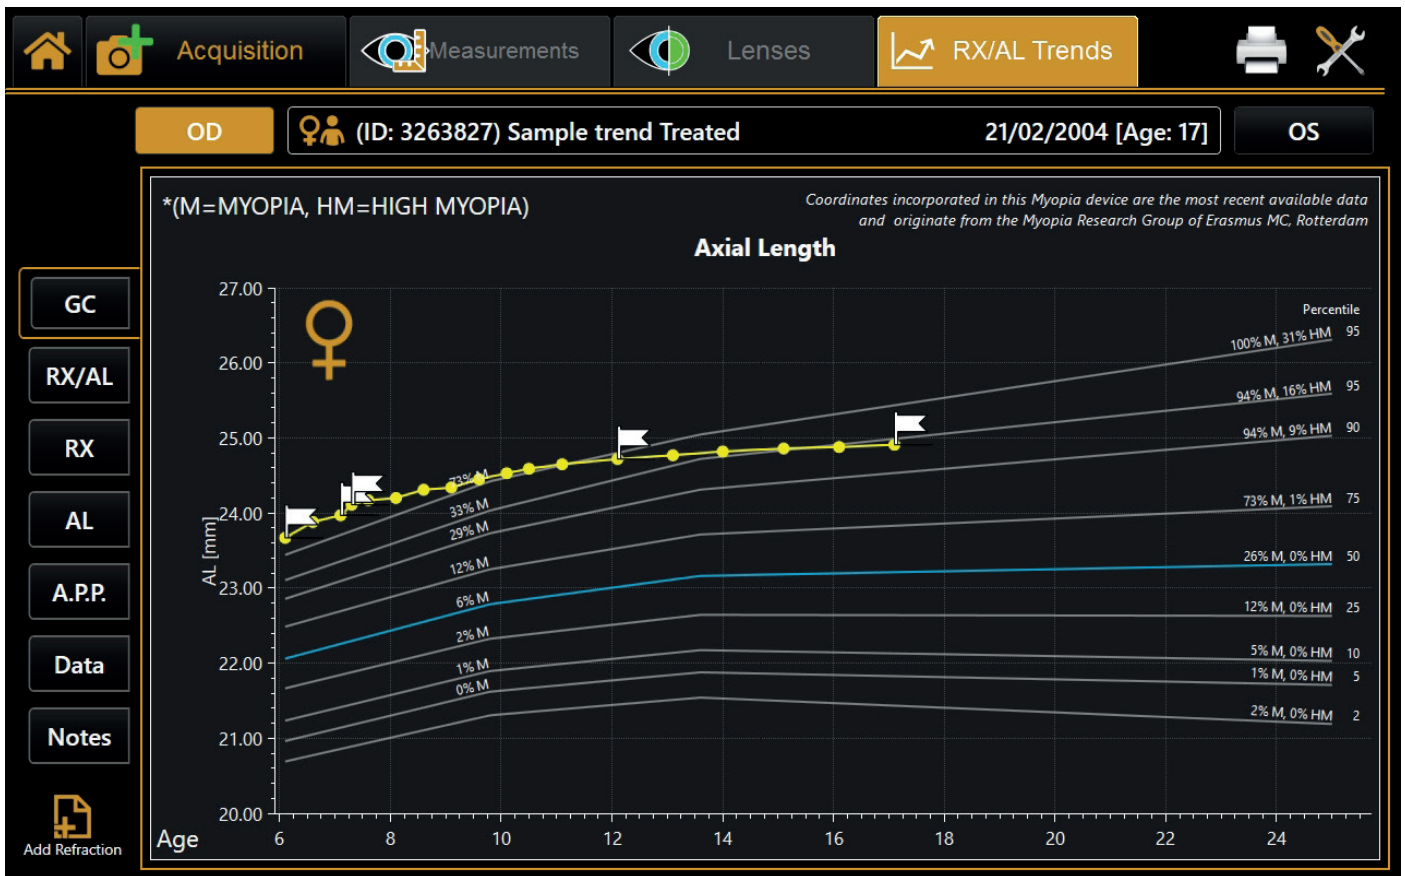 Acquisition
Measurements
Lenses
RX/AL Trends
OD
(ID: 3263827) Sample trend Treated
21/02/2004 [Age: 17]
OS
*(M=MYOPIA, HM=HIGH MYOPIA)
Coordinates incorporated in this Myopia device are the most recent available data
and originate from the Myopia Research Group of Erasmus MC, Rotterdam
Axial Length
GC
RX/AL
RX
AL
A.P.P.
Data
Notes
Add Refraction
AL [mm]
27.00
26.00
25.00
24.00
23.00
22.00
21.00
20.00
Percentile
100% M, 31% HM 95
94% M, 16% HM 95
94% M, 9% HM 90
73% M, 1% HM 75
26% M, 0% HM 50
12% M, 0% HM 25
5% M, 0% HM 10
1% M, 0% HM 5
2% M, 0% HM 2
73% M
33% M
29% M
12% M
6% M
2% M
1% M
0% M
Age 6 8 10 12 14 16 18 20 22 24